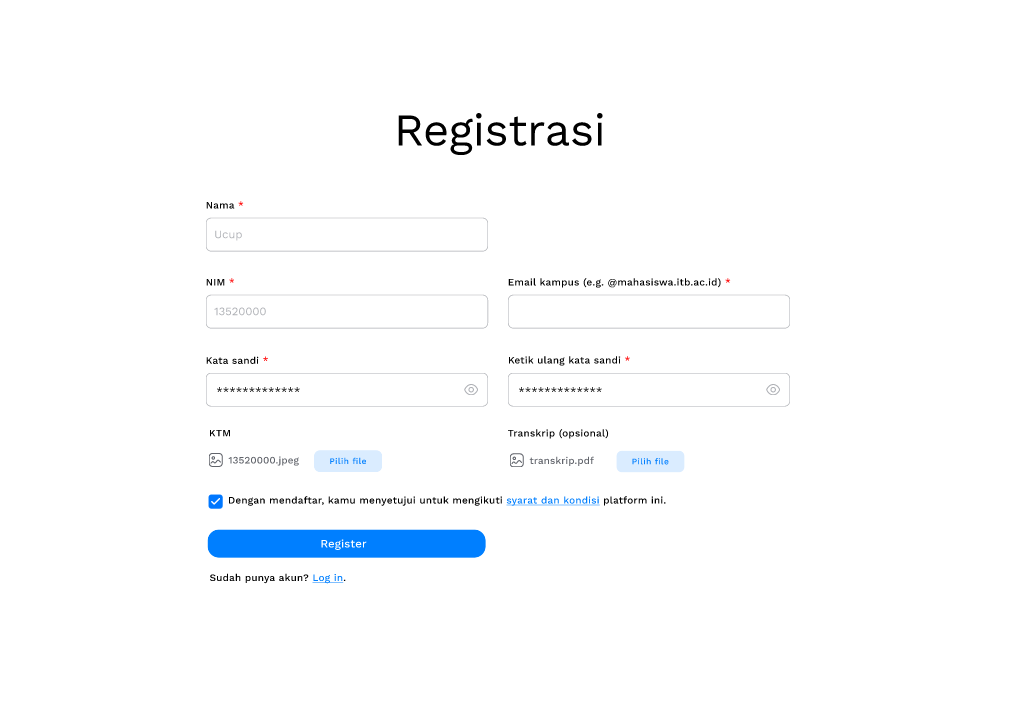 Registrasi
Nama *
Ucup
NIM *
Email kampus (e.g. @mahasiswa.itb.ac.id) *
13520000
Kata sandi *
Ketik ulang kata sandi *
*************
*************
KTM
Transkrip (opsional)
13520000.jpeg
Pilih file
transkrip.pdf
Pilih file
Dengan mendaftar, kamu menyetujui untuk mengikuti syarat dan kondisi platform ini.
Register
Sudah punya akun? Log in.